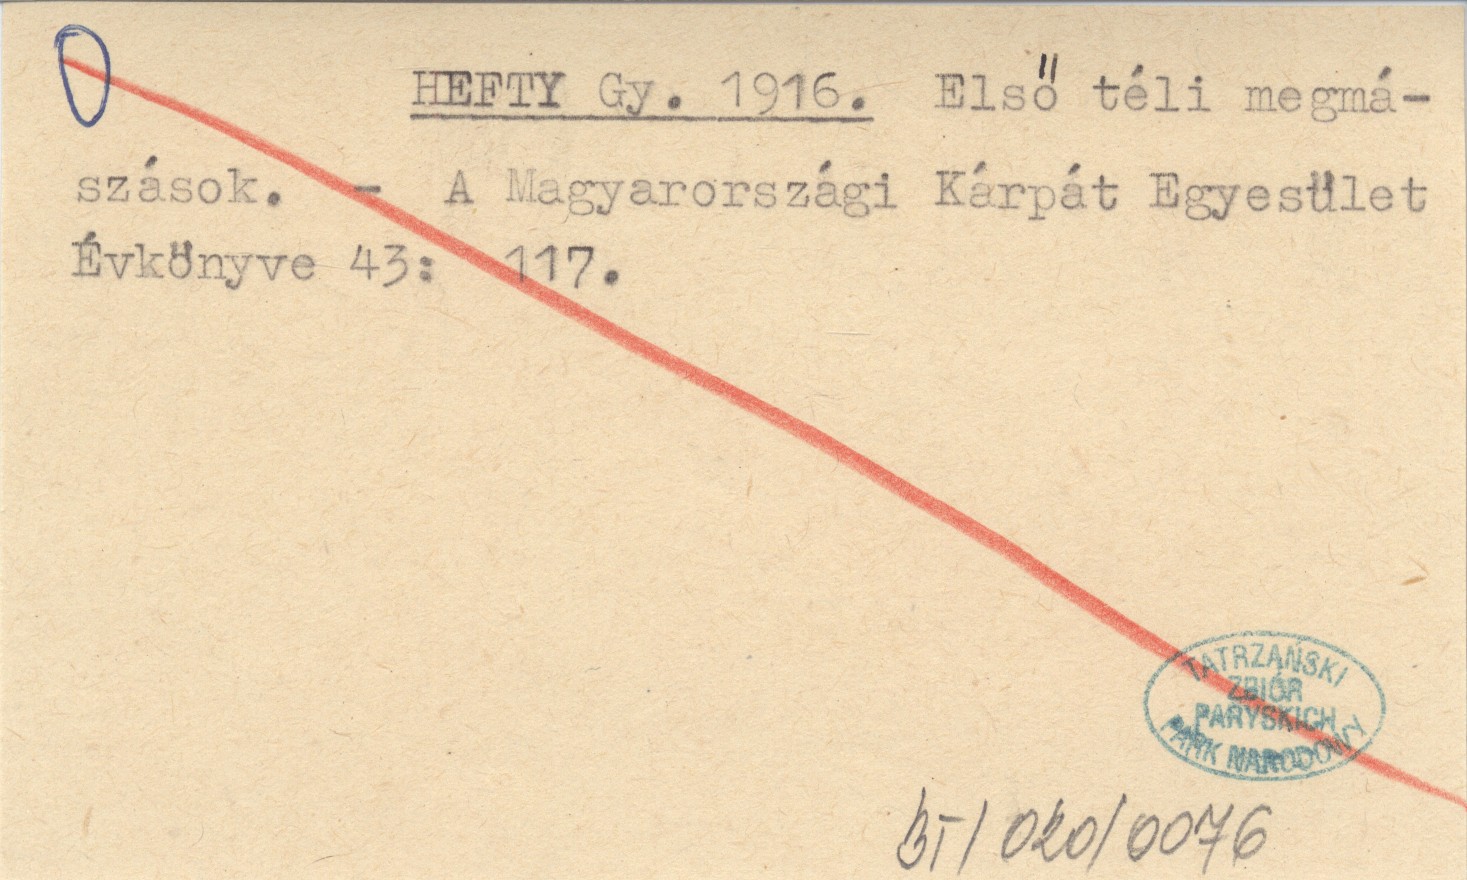 HEFTY Gy. 1916. Első téli megmá-
szások. - A Magyarországi Kárpát Egyesület
Évkönyve 43: 117.
TATRZAŃSKI
ZBIÓR
PARYSKICH
PARK NARODOWY
BT/020/0076